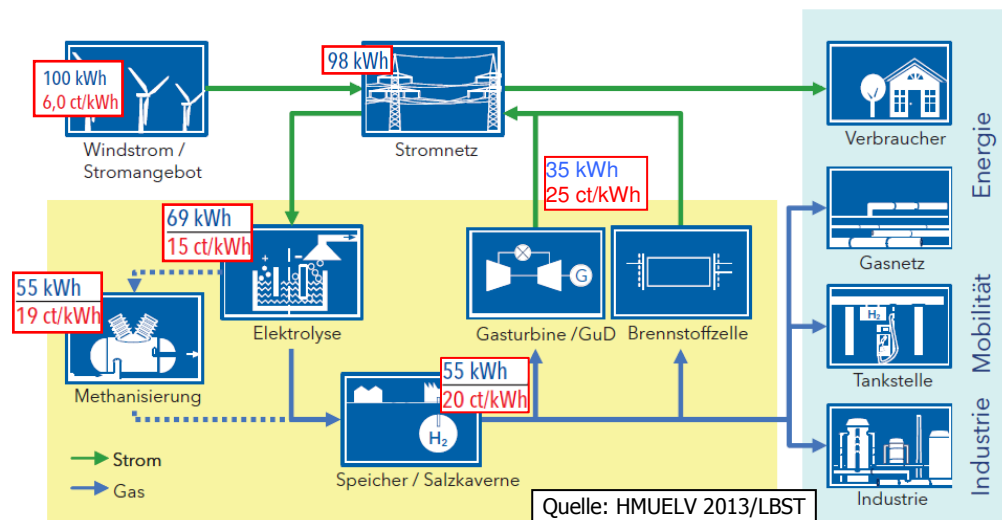 100 kWh
6,0 ct/kWh
Windstrom /
Stromangebot
98 kWh
Stromnetz
Verbraucher
Energie
35 kWh
25 ct/kWh
69 kWh
15 ct/kWh
+
-
Elektrolyse
G
Gasturbine /GuD
Brennstoffzelle
Gasnetz
55 kWh
19 ct/kWh
Methanisierung
H₂
Tankstelle
Mobilität
55 kWh
20 ct/kWh
H₂
Speicher / Salzkaverne
Industrie
Industrie
Strom
Gas
Quelle: HMUELV 2013/LBST